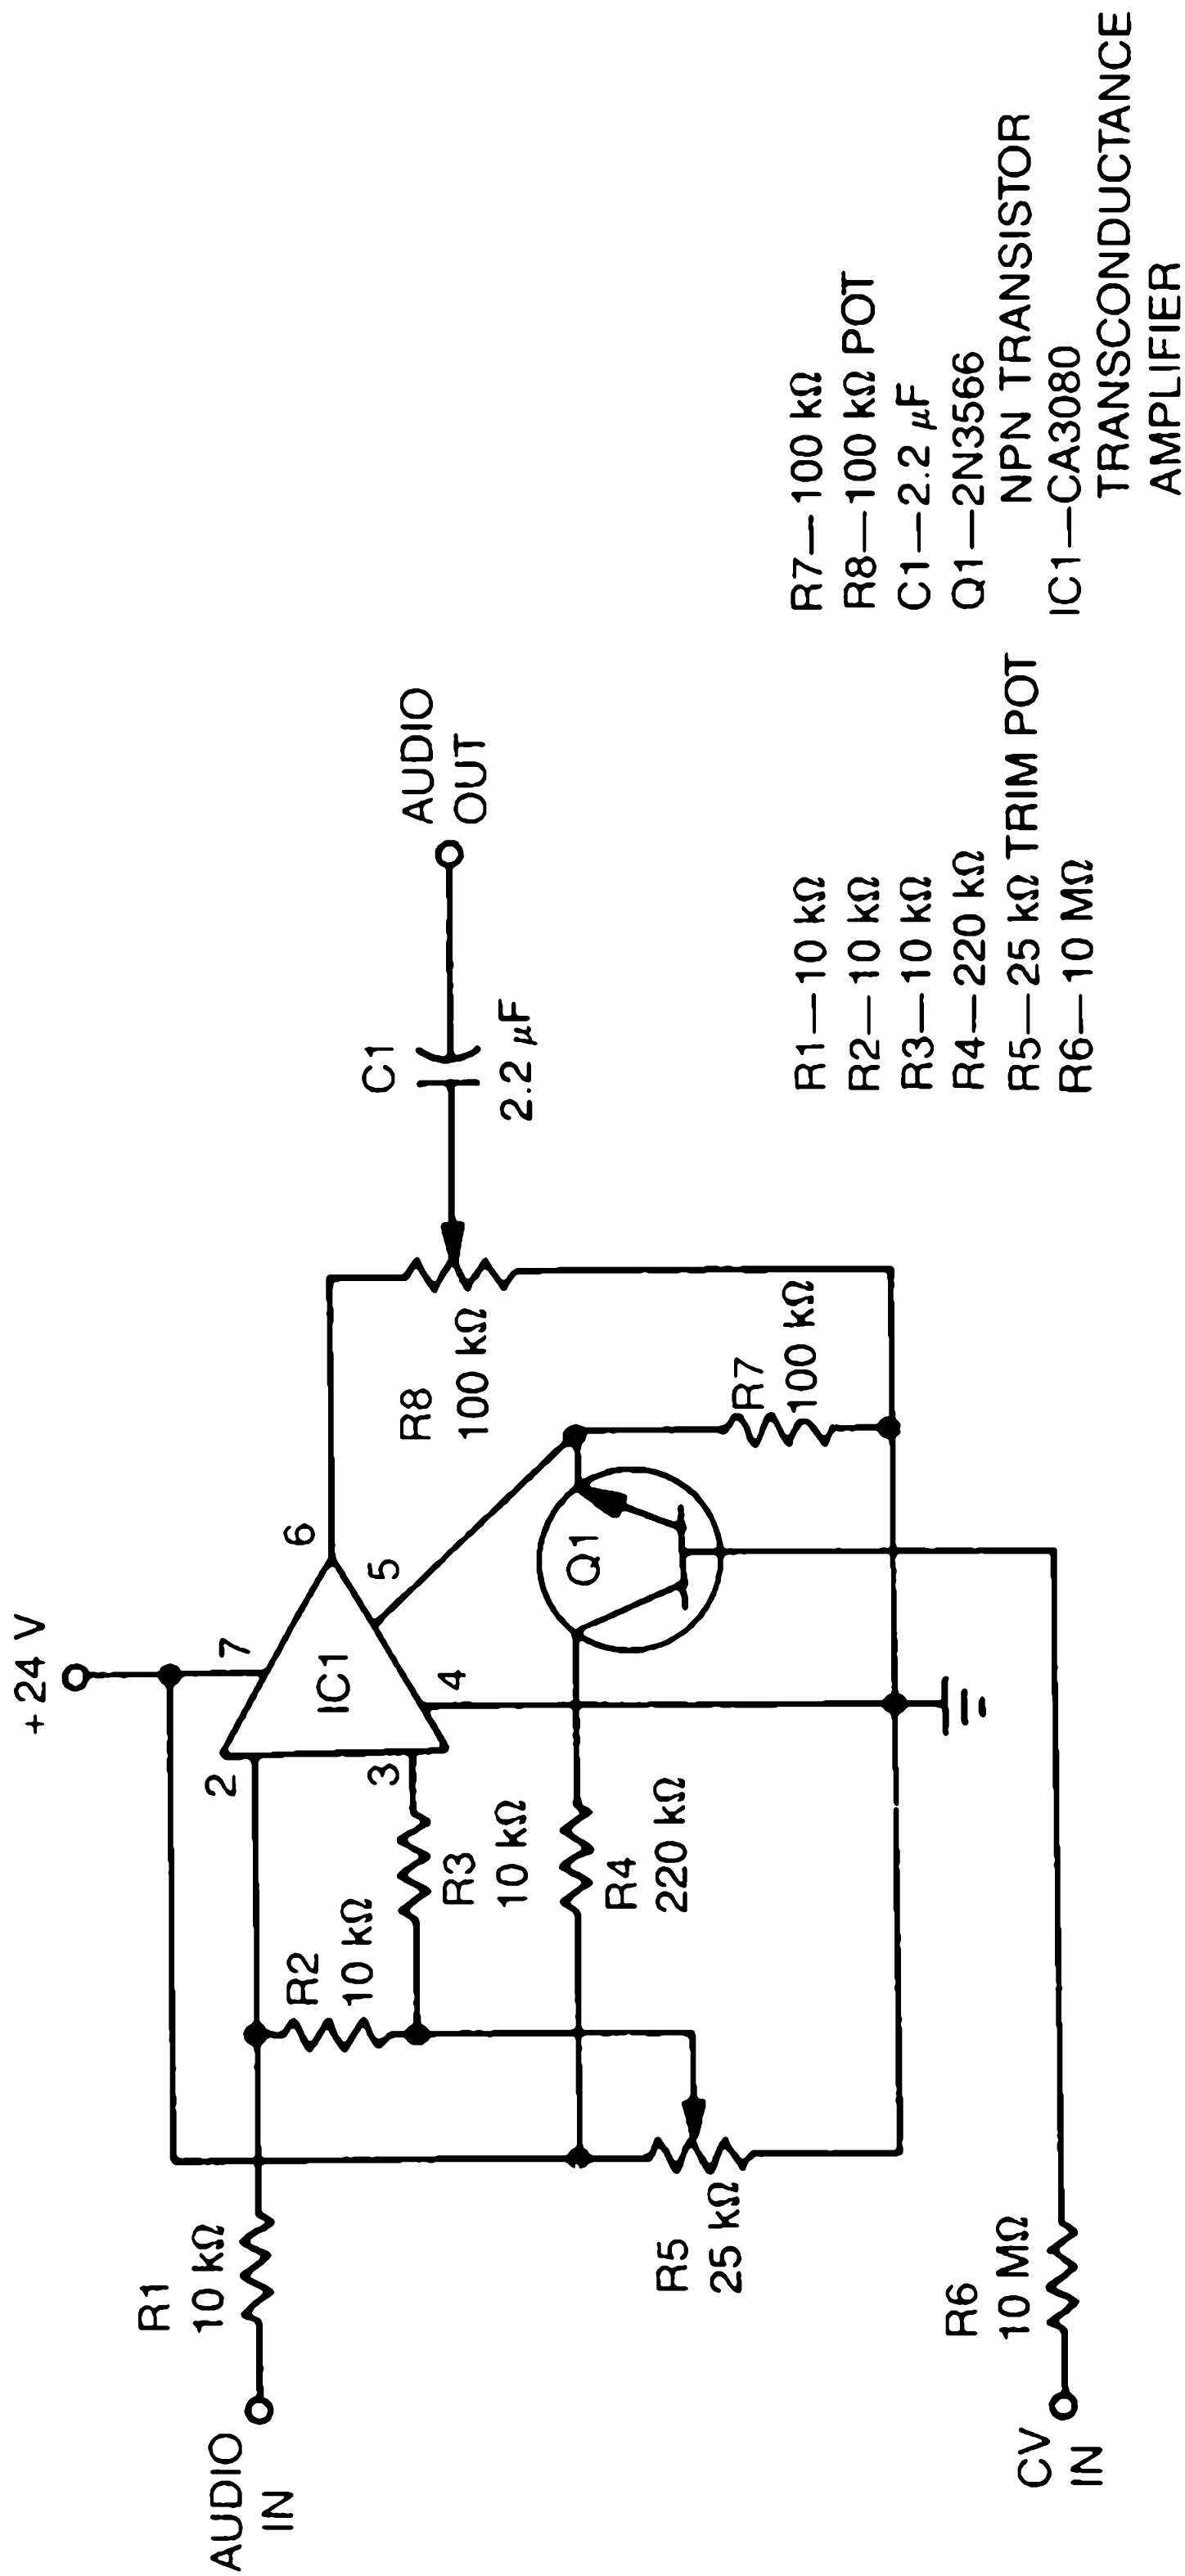 +24 V
AUDIO
IN
R1
10 kΩ
2
7
6
IC1
3
5
4
R2
10 kΩ
R3
10 kΩ
R4
220 kΩ
R5
25 kΩ
Q1
R8
100 kΩ
R7
100 kΩ
C1
2.2 μF
AUDIO
OUT
CV
IN
R6
10 MΩ
R1—10 kΩ
R2—10 kΩ
R3—10 kΩ
R4—220 kΩ
R5—25 kΩ TRIM POT
R6—10 MΩ
R7—100 kΩ
R8—100 kΩ POT
C1—2.2 μF
Q1—2N3566
NPN TRANSISTOR
IC1—CA3080
TRANSCONDUCTANCE
AMPLIFIER